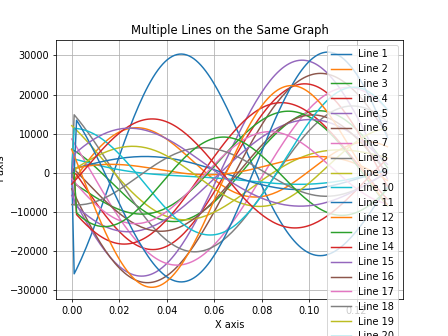 Multiple Lines on the Same Graph
30000
20000
10000
0
−10000
−20000
−30000
0.00
0.02
0.04
0.06
0.08
0.10
X axis
Line 1
Line 2
Line 3
Line 4
Line 5
Line 6
Line 7
Line 8
Line 9
Line 10
Line 11
Line 12
Line 13
Line 14
Line 15
Line 16
Line 17
Line 18
Line 19
Line 20